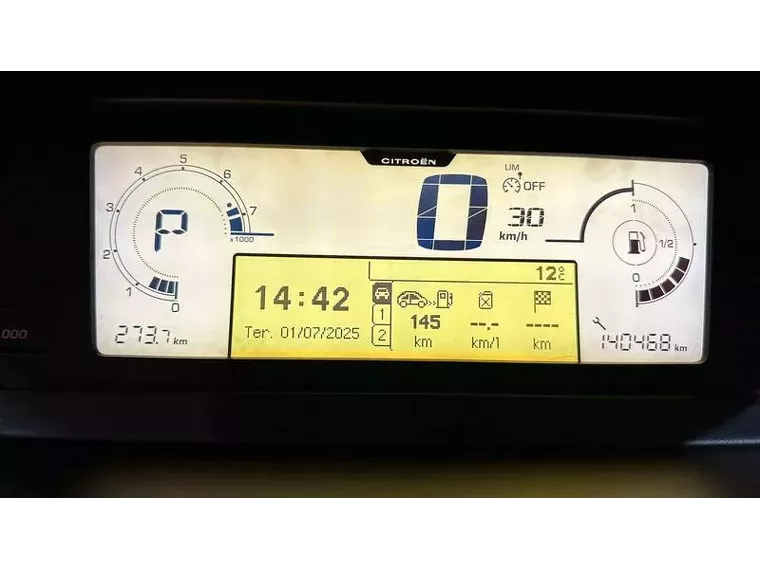 CITROËN
4 5 6
3 7
2 x1000
1 0
P
0
LIM
OFF
30
km/h
1
1/2
0
12°C
14:42
Ter. 01/07/2025
1
2
145 --.- ----
km km/l km
273.7 km
140468 km
000